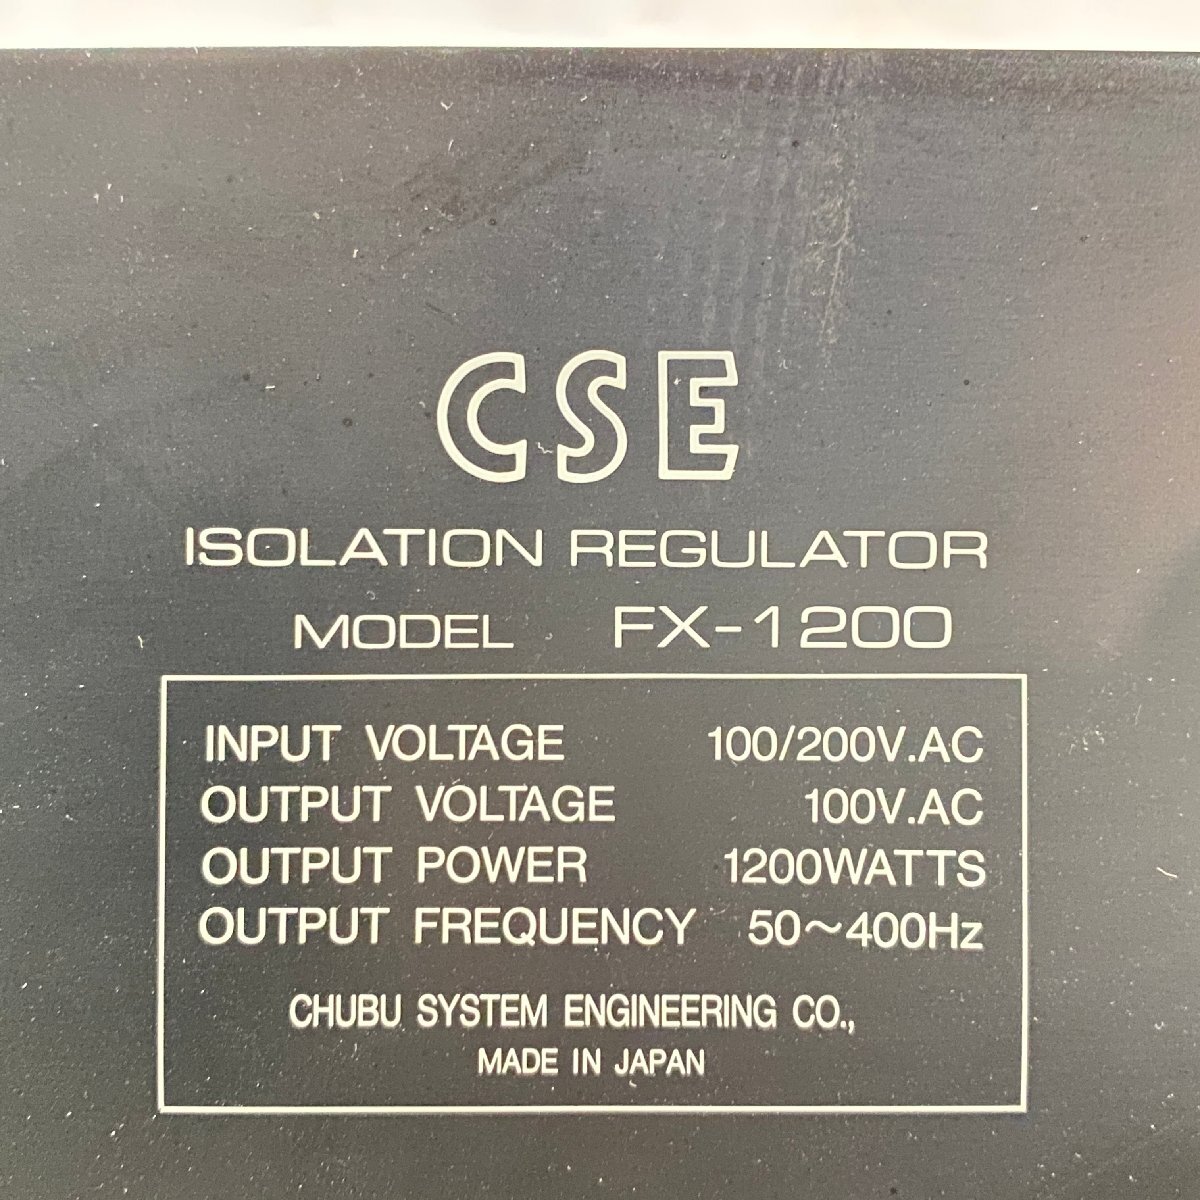 CSE
ISOLATION REGULATOR
MODEL FX-1200
INPUT VOLTAGE 100/200V.AC
OUTPUT VOLTAGE 100V.AC
OUTPUT POWER 1200WATTS
OUTPUT FREQUENCY 50~400Hz
CHUBU SYSTEM ENGINEERING CO.,
MADE IN JAPAN